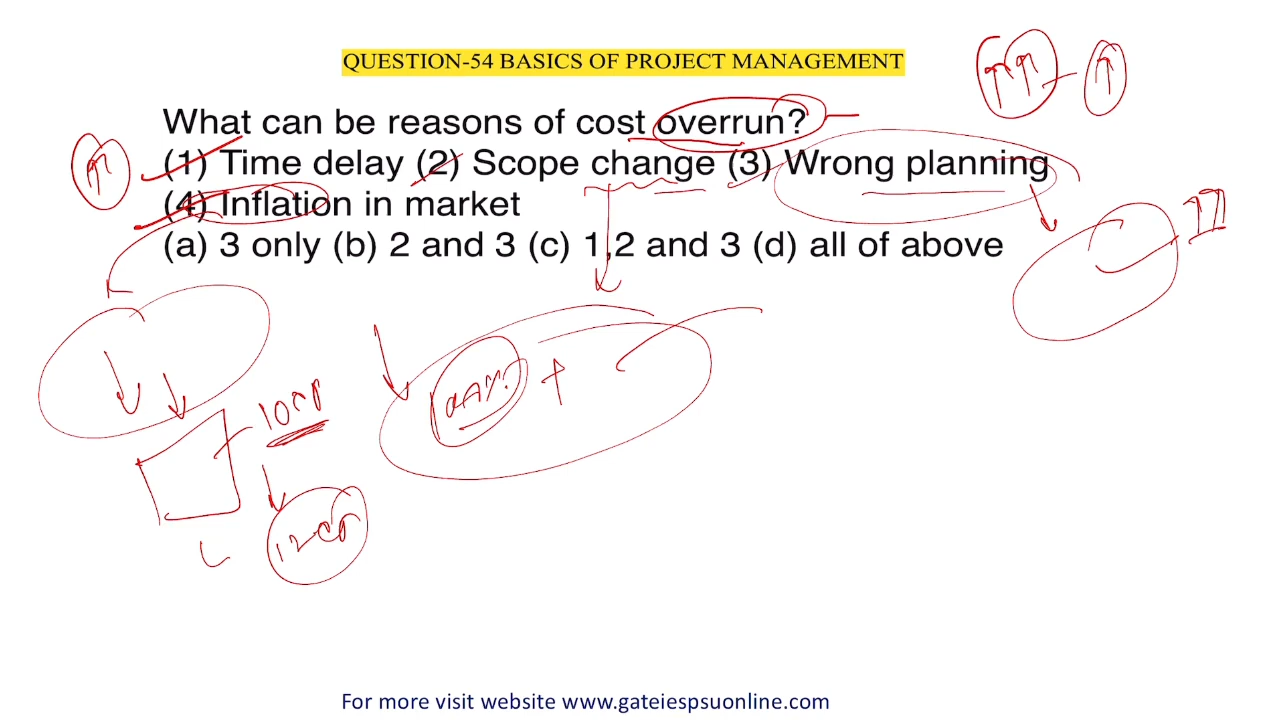 QUESTION-54 BASICS OF PROJECT MANAGEMENT
What can be reasons of cost overrun?
(1) Time delay (2) Scope change (3) Wrong planning
(4) Inflation in market
(a) 3 only (b) 2 and 3 (c) 1,2 and 3 (d) all of above
10cr
12cr
For more visit website www.gateiespsuonline.com